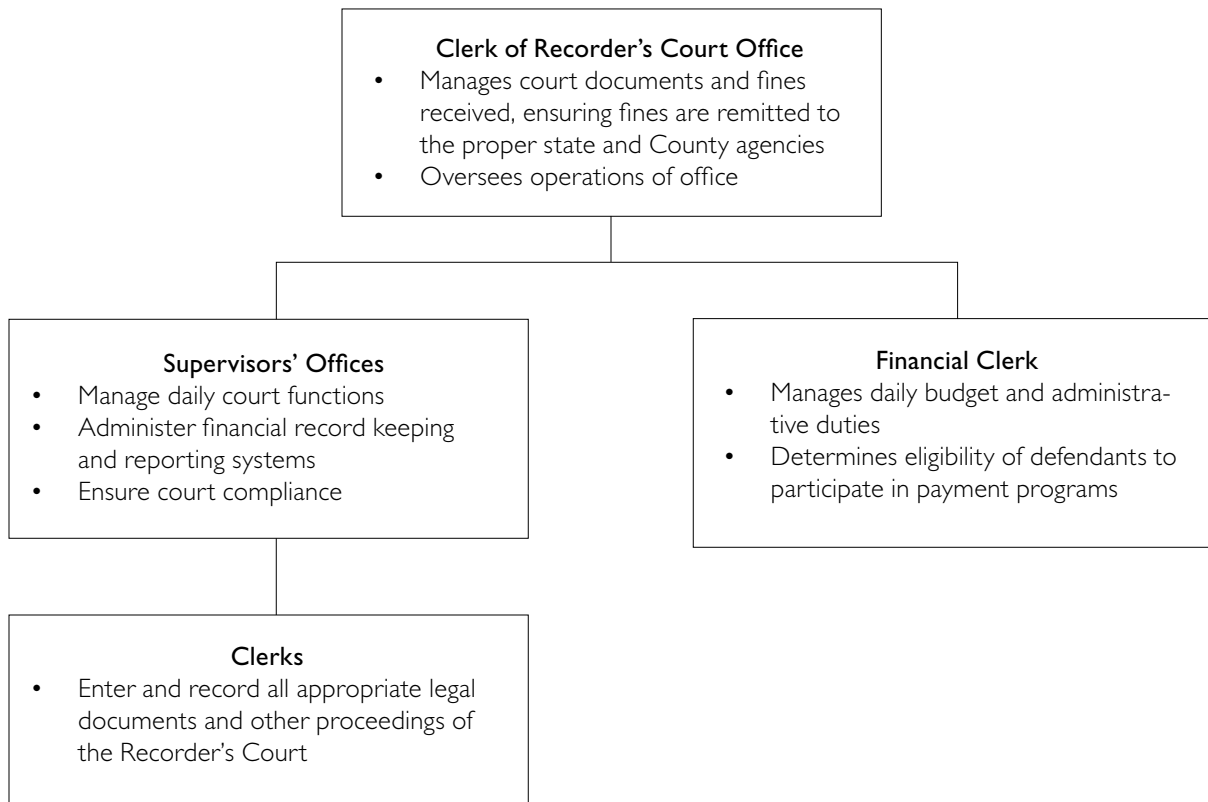 Clerk of Recorder’s Court Office
• Manages court documents and fines
received, ensuring fines are remitted to
the proper state and County agencies
• Oversees operations of office
Supervisors’ Offices
• Manage daily court functions
• Administer financial record keeping
and reporting systems
• Ensure court compliance
Financial Clerk
• Manages daily budget and administra-
tive duties
• Determines eligibility of defendants to
participate in payment programs
Clerks
• Enter and record all appropriate legal
documents and other proceedings of
the Recorder’s Court